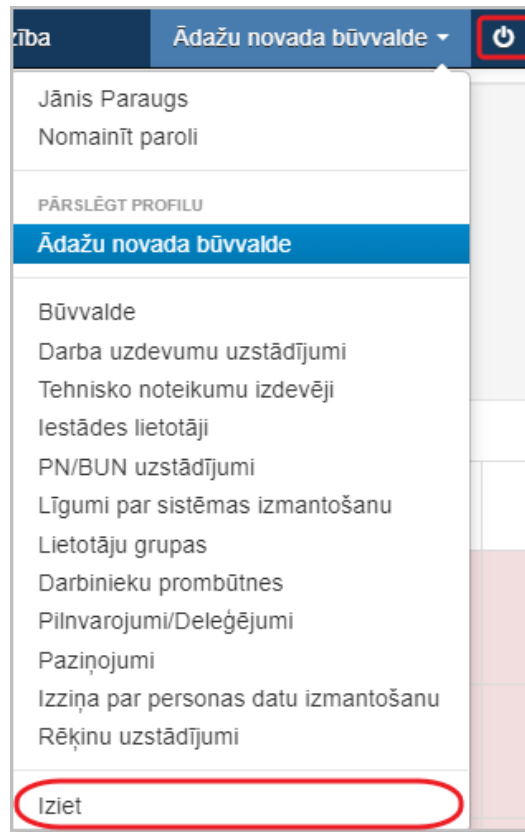 Ādažu novada būvvalde
Jānis Paraugs
Nomainīt paroli
PĀRSLĒGT PROFILU
Ādažu novada būvvalde
Būvvalde
Darba uzdevumu uzstādījumi
Tehnisko noteikumu izdevēji
Iestādes lietotāji
PN/BUN uzstādījumi
Līgumi par sistēmas izmantošanu
Lietotāju grupas
Darbinieku prombūtnes
Pilnvarojumi/Deleģējumi
Paziņojumi
Izziņa par personas datu izmantošanu
Rēķinu uzstādījumi
Iziet